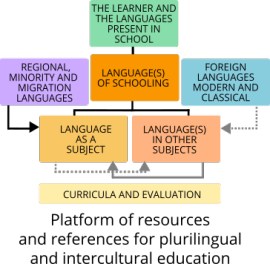 THE LEARNER AND
THE LANGUAGES
PRESENT IN
SCHOOL
REGIONAL,
MINORITY AND
MIGRATION
LANGUAGES
LANGUAGE(S)
OF SCHOOLING
FOREIGN
LANGUAGES
MODERN AND
CLASSICAL
LANGUAGE
AS A
SUBJECT
LANGUAGE(S)
IN OTHER
SUBJECTS
CURRICULA AND EVALUATION
Platform of resources
and references for plurilingual
and intercultural education